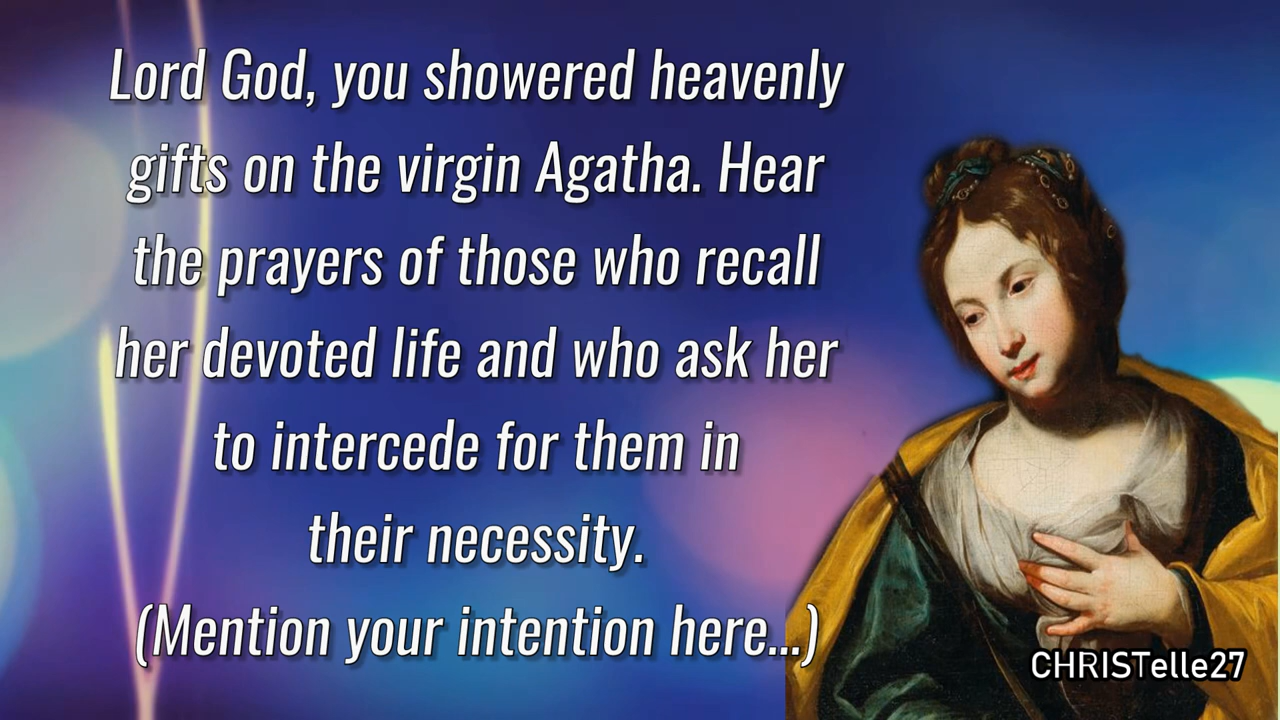 Lord God, you showered heavenly
gifts on the virgin Agatha. Hear
the prayers of those who recall
her devoted life and who ask her
to intercede for them in
their necessity.
(Mention your intention here...)
CHRISTelle27